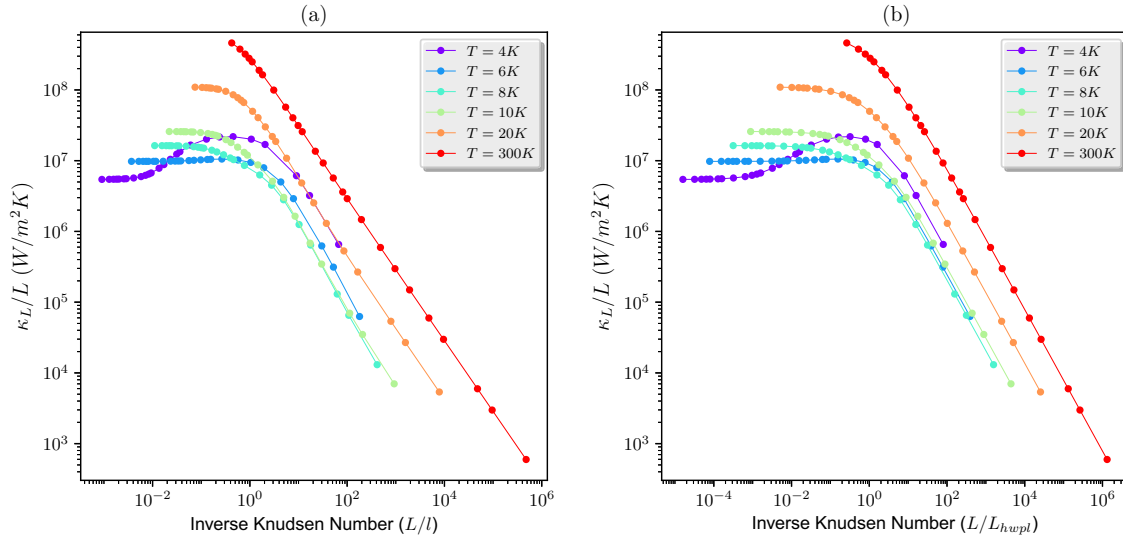 (a)
10^8
10^7
10^6
10^5
10^4
10^3
κ_L/L (W/m^2K)
T = 4K
T = 6K
T = 8K
T = 10K
T = 20K
T = 300K
10^−2 10^0 10^2 10^4 10^6
Inverse Knudsen Number (L/l)
(b)
10^8
10^7
10^6
10^5
10^4
10^3
κ_L/L (W/m^2K)
T = 4K
T = 6K
T = 8K
T = 10K
T = 20K
T = 300K
10^−4 10^−2 10^0 10^2 10^4 10^6
Inverse Knudsen Number (L/L_{hwpl})